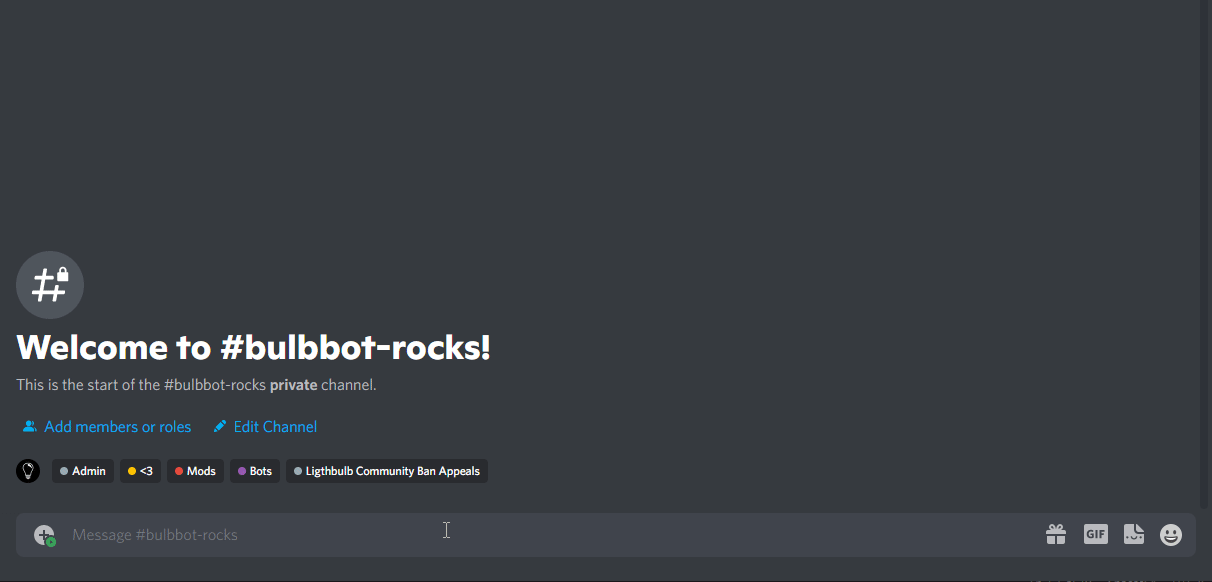 Welcome to #bulbbot-rocks!
This is the start of the #bulbbot-rocks private channel.
Add members or roles Edit Channel
Admin <3 Mods Bots Ligthbulb Community Ban Appeals
Message #bulbbot-rocks GIF